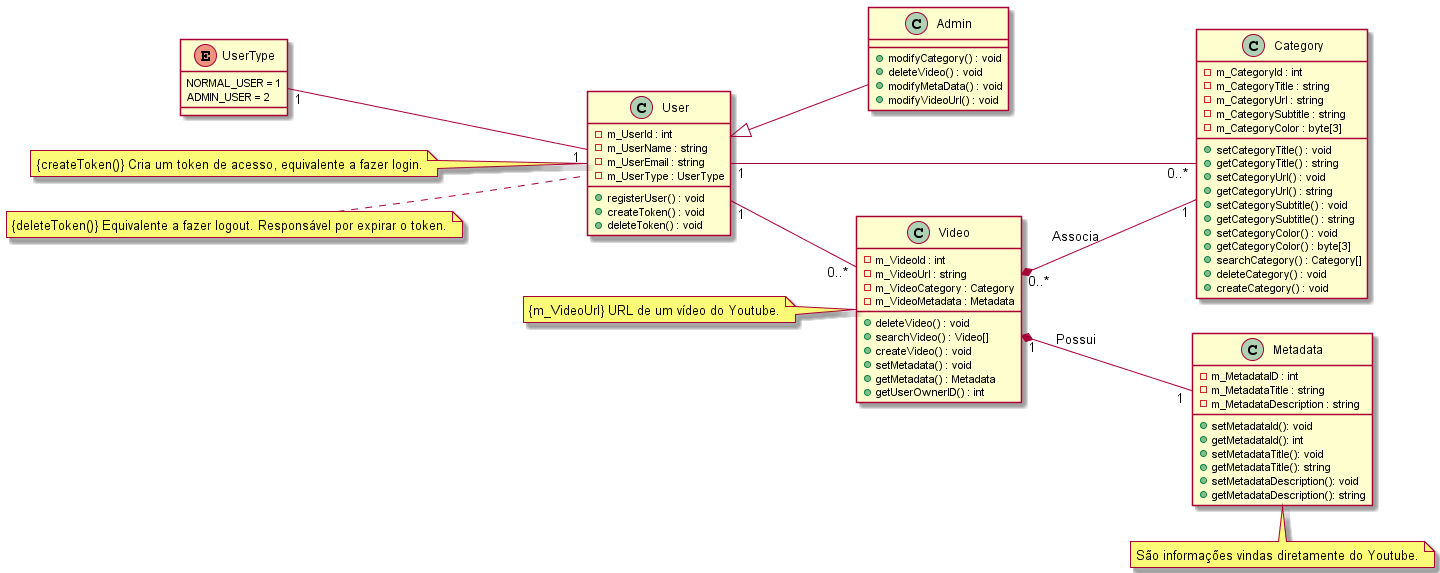 E UserType
NORMAL_USER = 1
ADMIN_USER = 2
1
1
{createToken()} Cria um token de acesso, equivalente a fazer login.
{deleteToken()} Equivalente a fazer logout. Responsável por expirar o token.
C User
m_UserId : int
m_UserName : string
m_UserEmail : string
m_UserType : UserType
registerUser() : void
createToken() : void
deleteToken() : void
C Admin
modifyCategory() : void
deleteVideo() : void
modifyMetaData() : void
modifyVideoUrl() : void
1
0..*
1
0..*
C Video
m_VideoId : int
m_VideoUrl : string
m_VideoCategory : Category
m_VideoMetadata : Metadata
deleteVideo() : void
searchVideo() : Video[]
createVideo() : void
setMetadata() : void
getMetadata() : Metadata
getUserOwnerID() : int
{m_VideoUrl} URL de um vídeo do Youtube.
Associa
0..*
1
Possui
1
1
C Category
m_CategoryId : int
m_CategoryTitle : string
m_CategoryUrl : string
m_CategorySubtitle : string
m_CategoryColor : byte[3]
setCategoryTitle() : void
getCategoryTitle() : string
setCategoryUrl() : void
getCategoryUrl() : string
setCategorySubtitle() : void
getCategorySubtitle() : string
setCategoryColor() : void
getCategoryColor() : byte[3]
searchCategory() : Category[]
deleteCategory() : void
createCategory() : void
C Metadata
m_MetadataID : int
m_MetadataTitle : string
m_MetadataDescription : string
setMetadataId(): void
getMetadataId(): int
setMetadataTitle(): void
getMetadataTitle(): string
setMetadataDescription(): void
getMetadataDescription(): string
São informações vindas diretamente do Youtube.